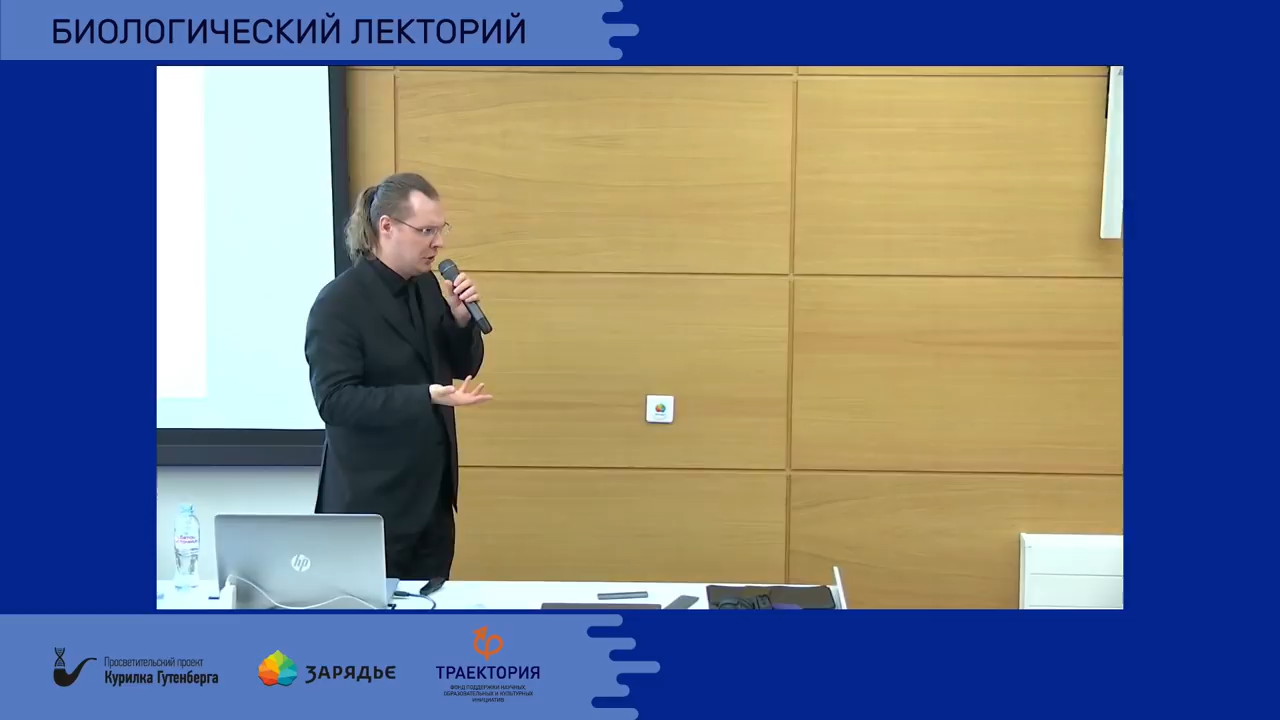 БИОЛОГИЧЕСКИЙ ЛЕКТОРИЙ
hp
Просветительский проект
Курилка Гутенберга
ЗАРЯДЬЕ
ТРАЕКТОРИЯ
ФОНД ПОДДЕРЖКИ НАУЧНЫХ,
ОБРАЗОВАТЕЛЬНЫХ И КУЛЬТУРНЫХ
ИНИЦИАТИВ